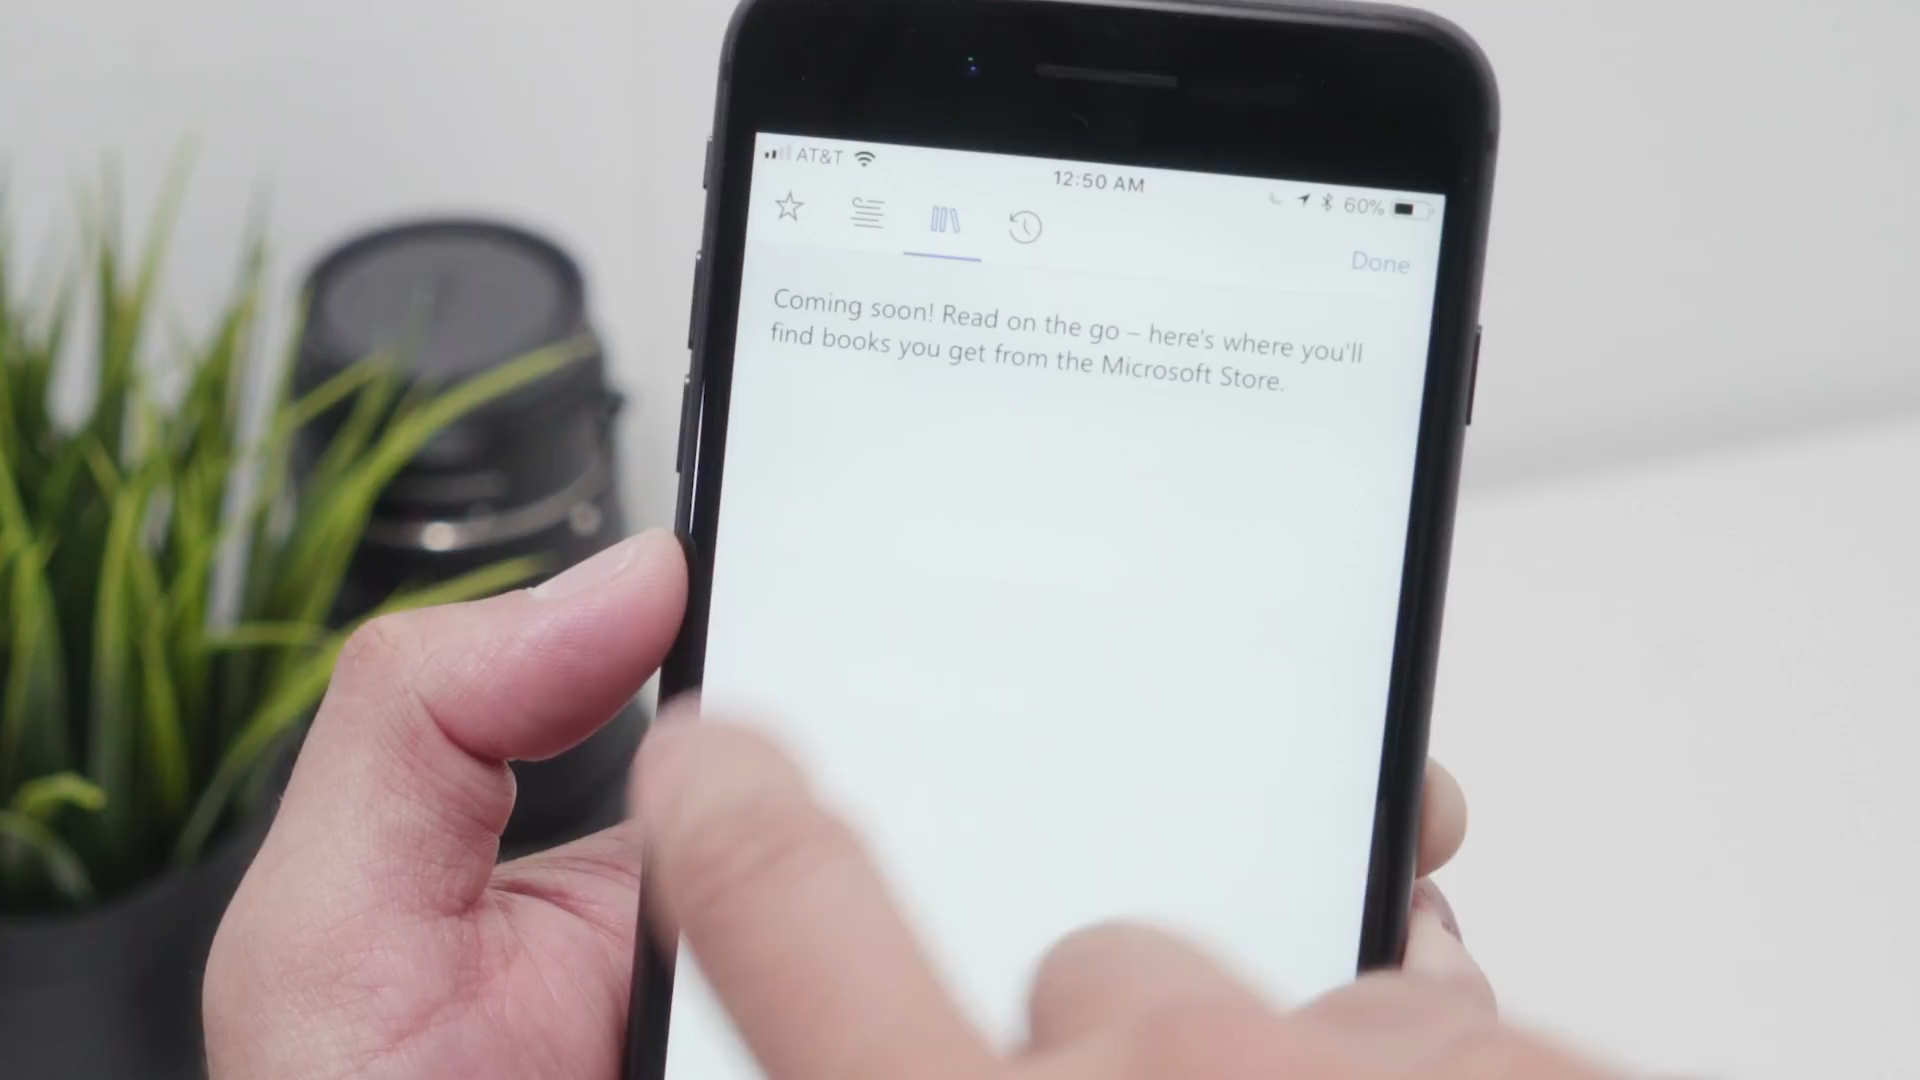 AT&T
12:50 AM
60%
Done
Coming soon! Read on the go – here's where you'll
find books you get from the Microsoft Store.